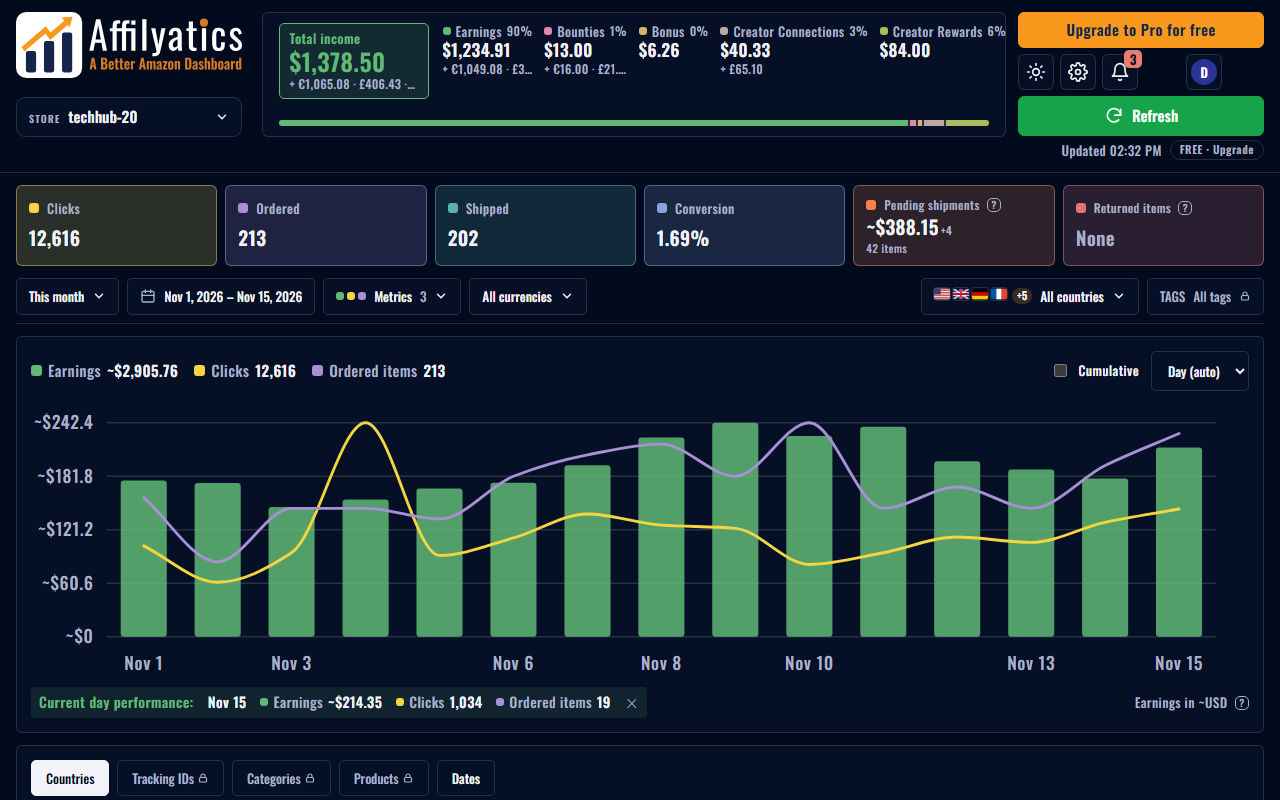 Affilyatics
A Better Amazon Dashboard
STORE techhub-20
Total income
$1,378.50
+ €1,065.08 · £406.43 ·...
Earnings 90%
$1,234.91
+ €1,049.08 · £3...
Bounties 1%
$13.00
+ €16.00 · £21....
Bonus 0%
$6.26
Creator Connections 3%
$40.33
+ £65.10
Creator Rewards 6%
$84.00
Upgrade to Pro for free
3
D
Refresh
Updated 02:32 PM FREE · Upgrade
Clicks
12,616
Ordered
213
Shipped
202
Conversion
1.69%
Pending shipments ?
~$388.15 +4
42 items
Returned items ?
None
This month
Nov 1, 2026 – Nov 15, 2026
Metrics 3
All currencies
+5 All countries
TAGS All tags
Earnings ~$2,905.76 Clicks 12,616 Ordered items 213
Cumulative
Day (auto)
~$242.4
~$181.8
~$121.2
~$60.6
~$0
Nov 1 Nov 3 Nov 6 Nov 8 Nov 10 Nov 13 Nov 15
Current day performance: Nov 15 Earnings ~$214.35 Clicks 1,034 Ordered items 19
Earnings in ~USD ?
Countries Tracking IDs Categories Products Dates